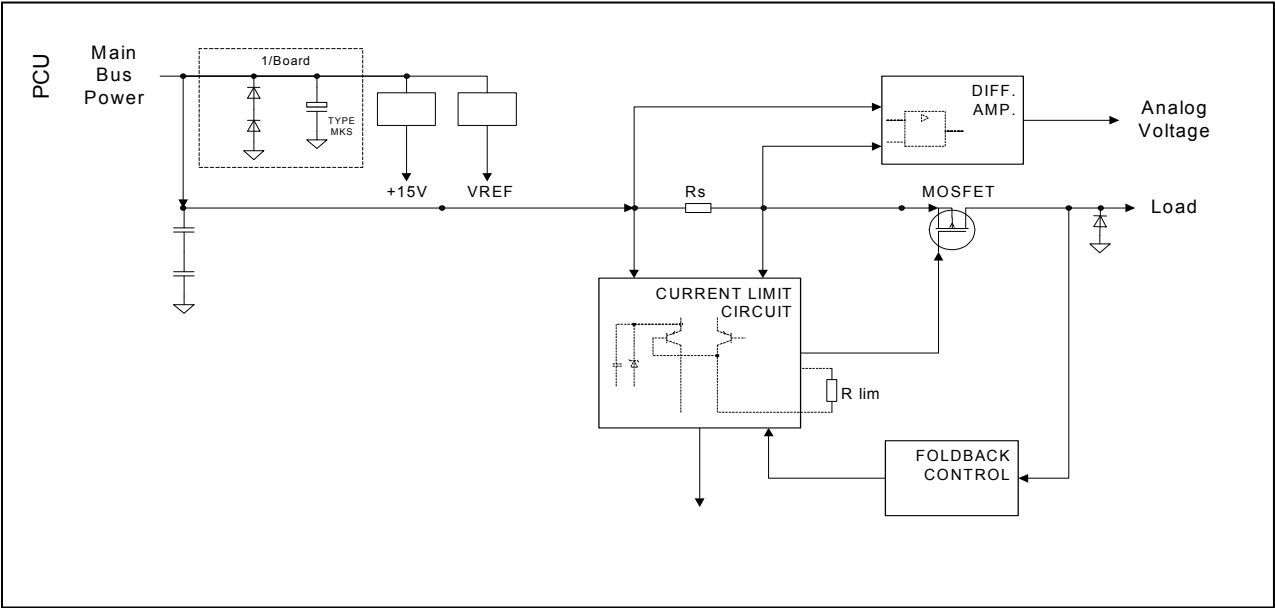 PCU
Main
Bus
Power
1/Board
TYPE
MKS
+15V
VREF
DIFF.
AMP.
Analog
Voltage
Rs
MOSFET
Load
CURRENT LIMIT
CIRCUIT
R lim
FOLDBACK
CONTROL